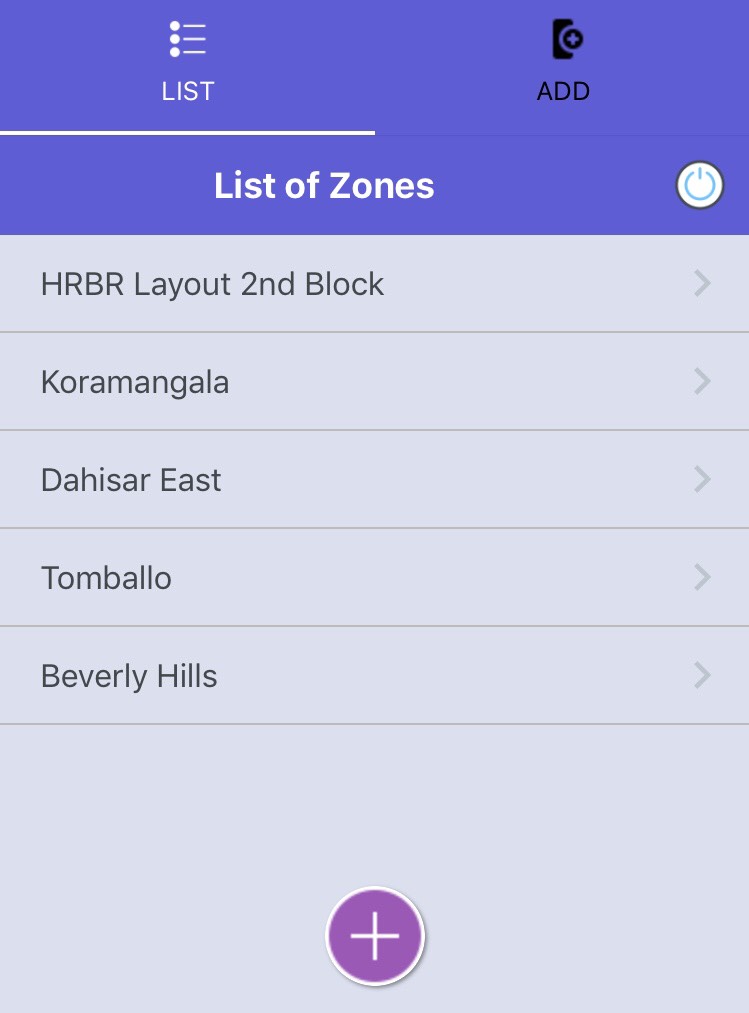 LIST
ADD
List of Zones
HRBR Layout 2nd Block
Koramangala
Dahisar East
Tomballo
Beverly Hills